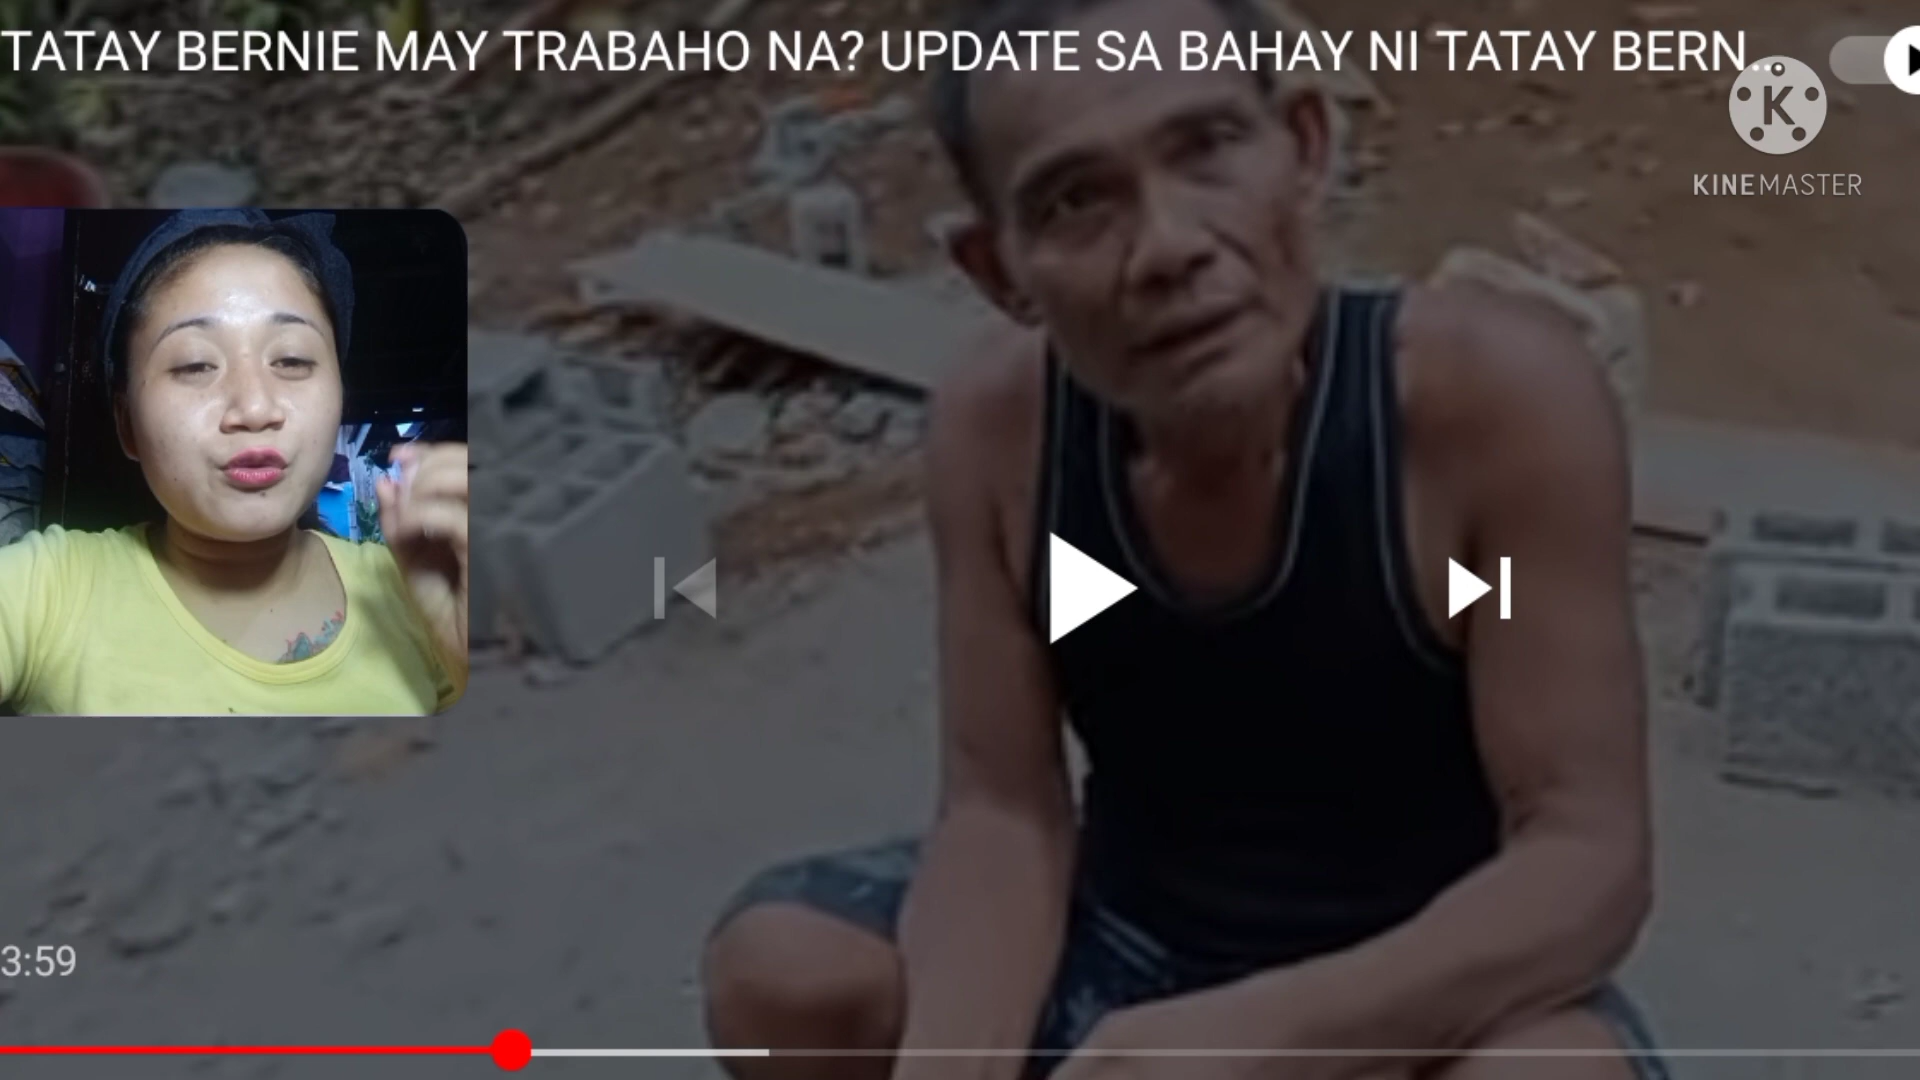 TATAY BERNIE MAY TRABAHO NA? UPDATE SA BAHAY NI TATAY BERN...
K
KINEMASTER
3:59